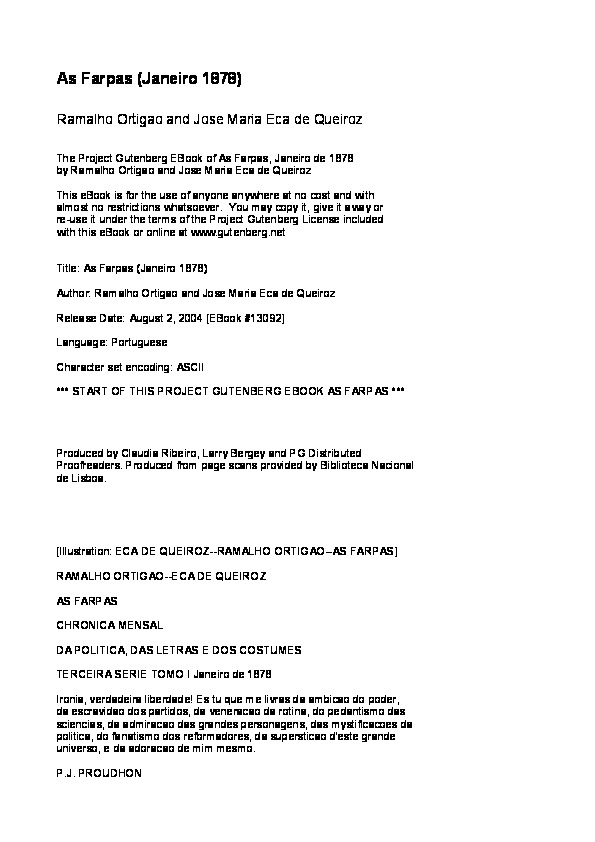 As Farpas (Janeiro 1878)
Ramalho Ortigao and Jose Maria Eca de Queiroz
The Project Gutenberg EBook of As Farpas, Janeiro de 1878
by Ramalho Ortigao and Jose Maria Eca de Queiroz
This eBook is for the use of anyone anywhere at no cost and with
almost no restrictions whatsoever.  You may copy it, give it away or
re-use it under the terms of the Project Gutenberg License included
with this eBook or online at www.gutenberg.net
Title: As Farpas (Janeiro 1878)
Author: Ramalho Ortigao and Jose Maria Eca de Queiroz
Release Date: August 2, 2004 [EBook #13092]
Language: Portuguese
Character set encoding: ASCII
*** START OF THIS PROJECT GUTENBERG EBOOK AS FARPAS ***
Produced by Claudia Ribeiro, Larry Bergey and PG Distributed
Proofreaders. Produced from page scans provided by Biblioteca Nacional
de Lisboa.
[Illustration: ECA DE QUEIROZ--RAMALHO ORTIGAO--AS FARPAS]
RAMALHO ORTIGAO--ECA DE QUEIROZ
AS FARPAS
CHRONICA MENSAL
DA POLITICA, DAS LETRAS E DOS COSTUMES
TERCEIRA SERIE TOMO I Janeiro de 1878
Ironia, verdadeira liberdade! Es tu que me livras da ambicao do poder,
da escravidao dos partidos, da veneracao da rotina, do pedantismo das
sciencias, da admiracao das grandes personagens, das mystificacoes da
politica, do fanatismo dos reformadores, da supersticao d'este grande
universo, e da adoracao de mim mesmo.
P.J. PROUDHON